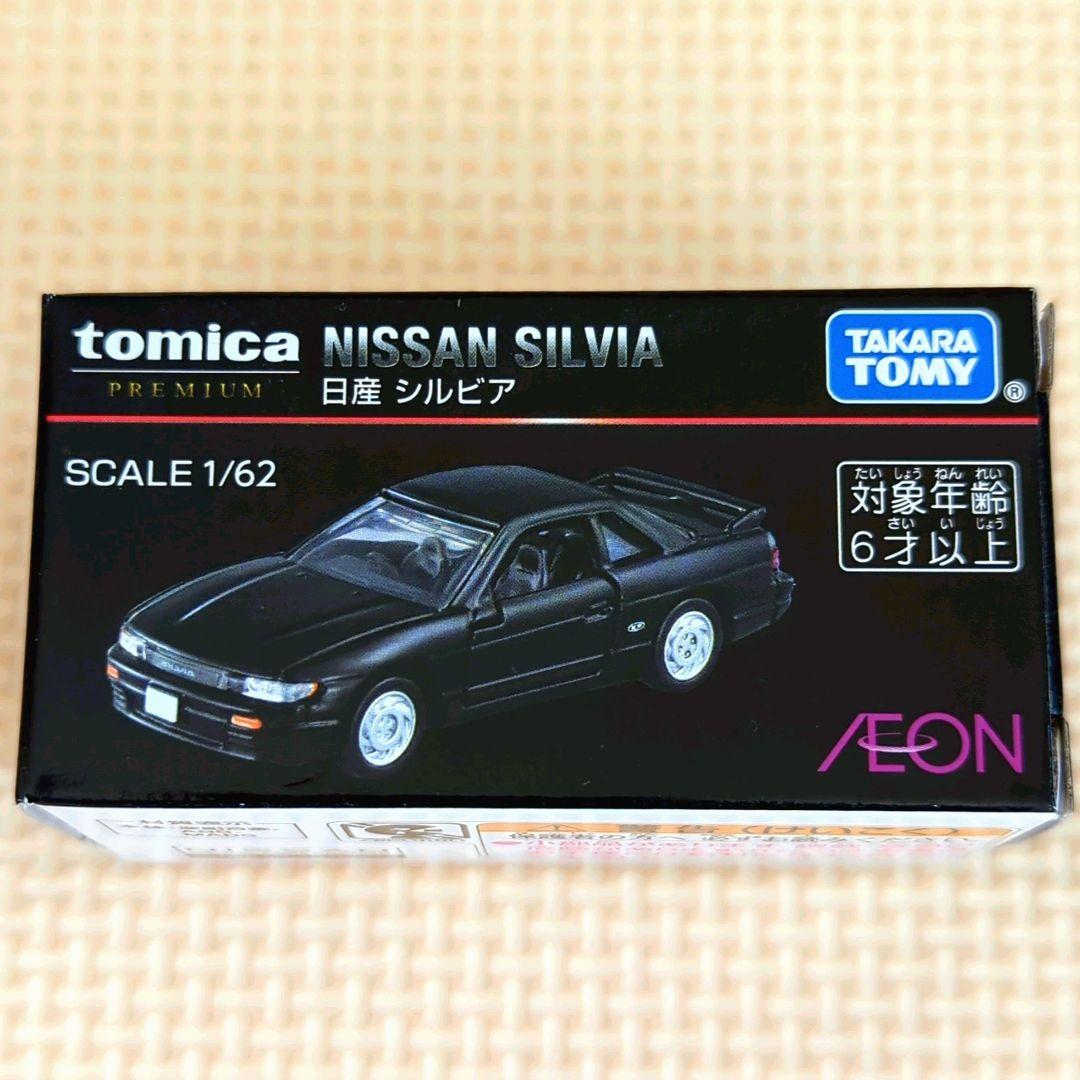 tomica
PREMIUM
NISSAN SILVIA
日産 シルビア
TAKARA
TOMY
®
SCALE 1/62
たいしょうねんれい
対象年齢
さいいじょう
6才以上
SILVIA
ÆON